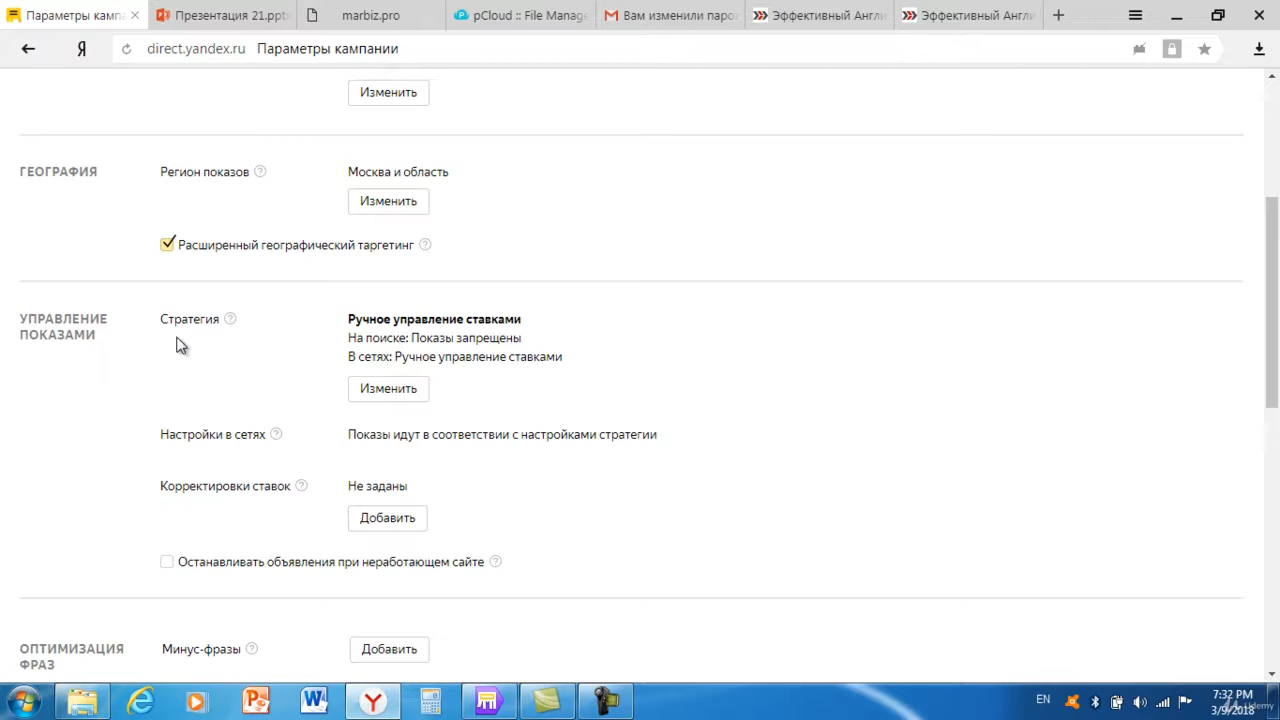 Параметры кампа
Презентация 21.ppt
marbiz.pro
pCloud :: File Manag
Вам изменили паро
Эффективный Англи
Эффективный Англи
Я
direct.yandex.ru Параметры кампании
Изменить
ГЕОГРАФИЯ
Регион показов ?
Москва и область
Изменить
Расширенный географический таргетинг ?
УПРАВЛЕНИЕ
ПОКАЗАМИ
Стратегия ?
Ручное управление ставками
На поиске: Показы запрещены
В сетях: Ручное управление ставками
Изменить
Настройки в сетях ?
Показы идут в соответствии с настройками стратегии
Корректировки ставок ?
Не заданы
Добавить
Останавливать объявления при неработающем сайте ?
ОПТИМИЗАЦИЯ
ФРАЗ
Минус-фразы ?
Добавить
EN
7:32 PM
3/9/2018
Udemy